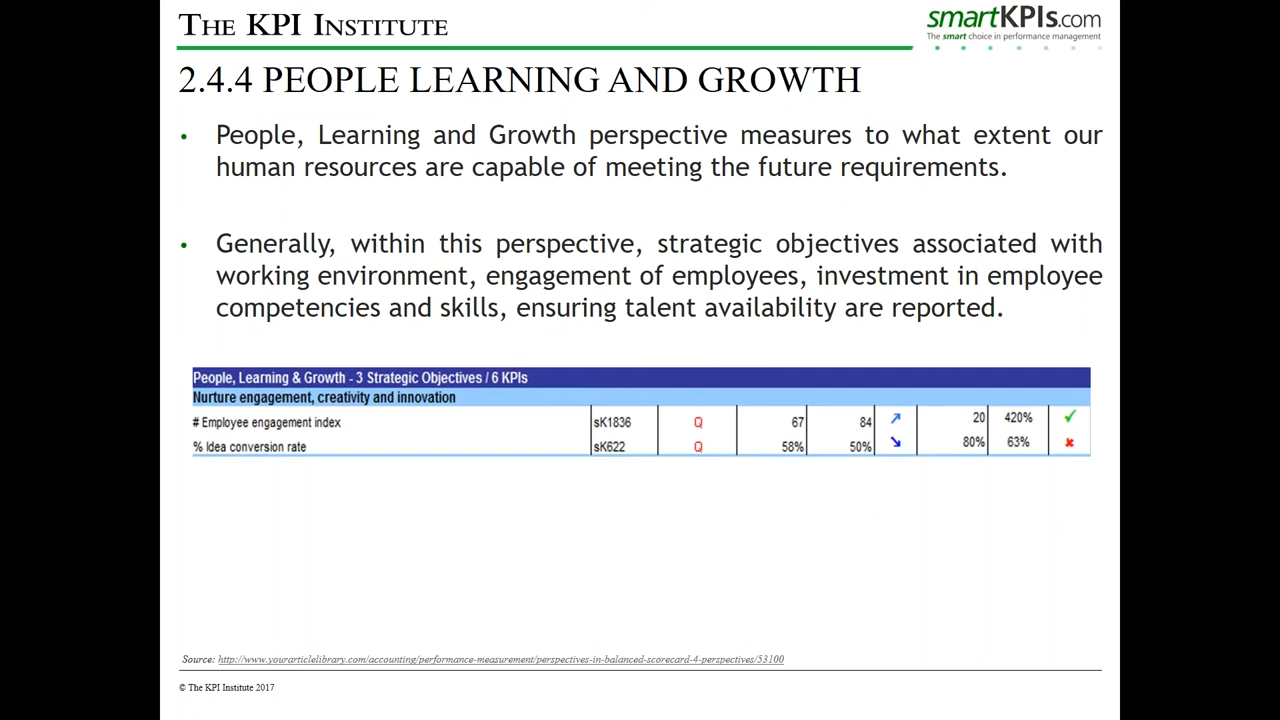 THE KPI INSTITUTE
smartKPIs.com
The smart choice in performance management
2.4.4 PEOPLE LEARNING AND GROWTH
• People, Learning and Growth perspective measures to what extent our
human resources are capable of meeting the future requirements.
• Generally, within this perspective, strategic objectives associated with
working environment, engagement of employees, investment in employee
competencies and skills, ensuring talent availability are reported.
People, Learning & Growth - 3 Strategic Objectives / 6 KPIs
Nurture engagement, creativity and innovation
# Employee engagement index sK1836 Q 67 84 20 420%
% Idea conversion rate sK622 Q 58% 50% 80% 63%
Source: http://www.yourarticlelibrary.com/accounting/performance-measurement/perspectives-in-balanced-scorecard-4-perspectives/53100
© The KPI Institute 2017